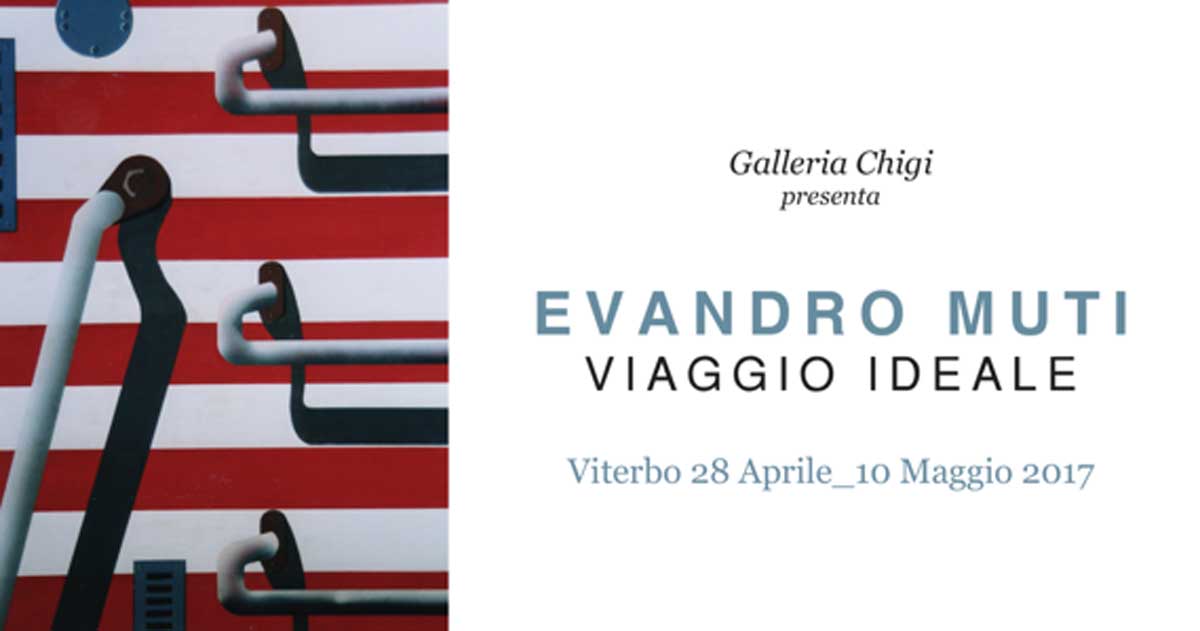 Galleria Chigi
presenta
EVANDRO MUTI
VIAGGIO IDEALE
Viterbo 28 Aprile_10 Maggio 2017